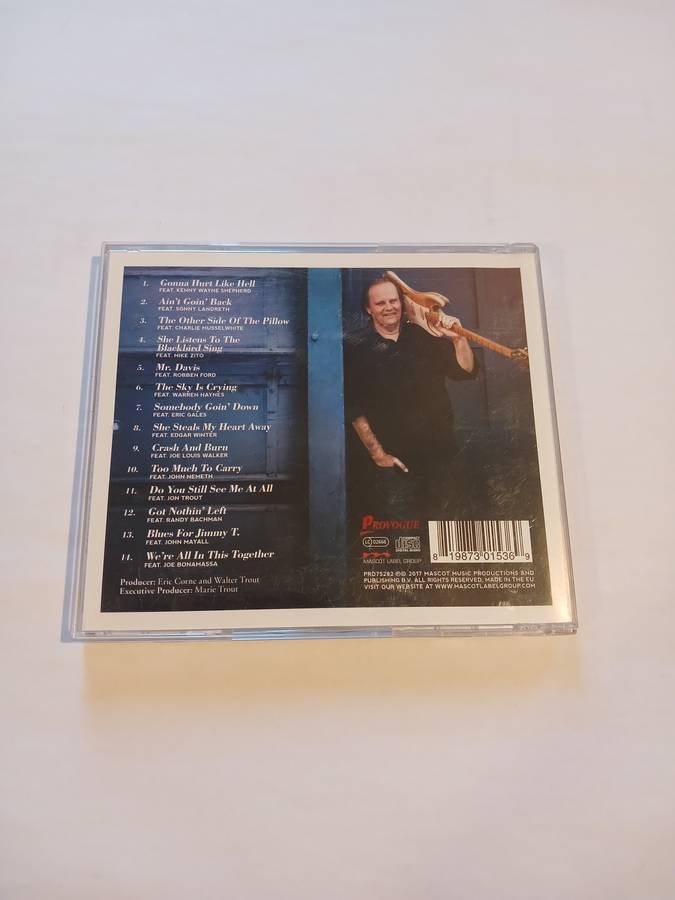 1. Gonna Hurt Like Hell
FEAT. KENNY WAYNE SHEPHERD
2. Ain't Goin' Back
FEAT. SONNY LANDRETH
3. The Other Side Of The Pillow
FEAT. CHARLIE MUSSELWHITE
4. She Listens To The
Blackbird Sing
FEAT. MIKE ZITO
5. Mr. Davis
FEAT. ROBBEN FORD
6. The Sky Is Crying
FEAT. WARREN HAYNES
7. Somebody Goin' Down
FEAT. ERIC GALES
8. She Steals My Heart Away
FEAT. EDGAR WINTER
9. Crash And Burn
FEAT. JOE LOUIS WALKER
10. Too Much To Carry
FEAT. JOHN NEMETH
11. Do You Still See Me At All
FEAT. JON TROUT
12. Got Nothin' Left
FEAT. RANDY BACHMAN
13. Blues For Jimmy T.
FEAT. JOHN MAYALL
14. We're All In This Together
FEAT. JOE BONAMASSA
Producer: Eric Corne and Walter Trout
Executive Producer: Marie Trout
PROVOGUE
LC 02666
COMPACT
disc
DIGITAL AUDIO
MASCOT LABEL GROUP
8 19873 01536 9
PRD75282 ℗© 2017 MASCOT MUSIC PRODUCTIONS AND
PUBLISHING B.V. ALL RIGHTS RESERVED, MADE IN THE EU.
VISIT OUR WEBSITE AT WWW.MASCOTLABELGROUP.COM